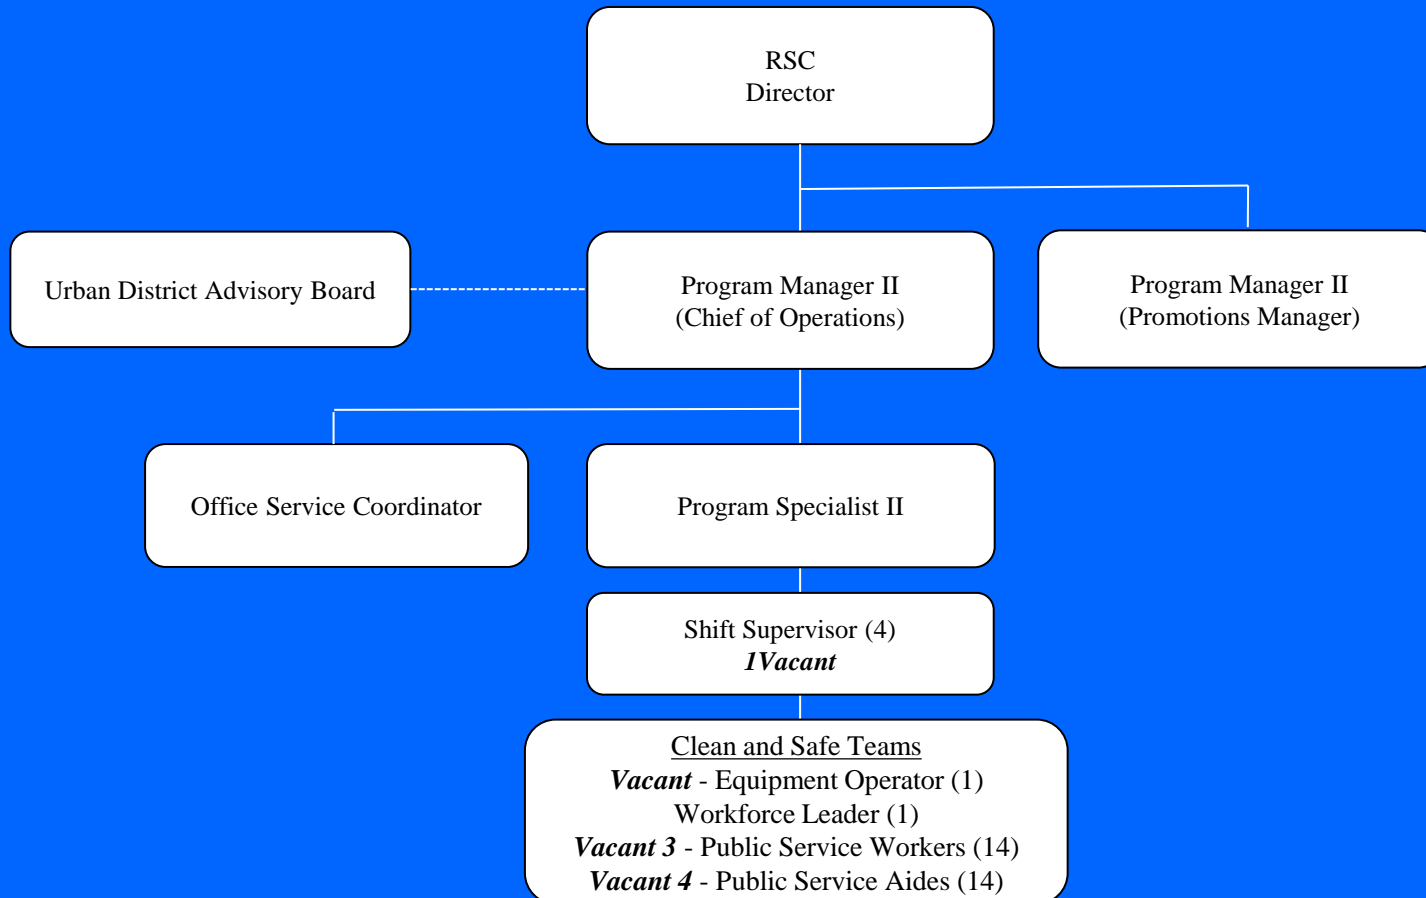 RSC
Director
Urban District Advisory Board
Program Manager II
(Chief of Operations)
Program Manager II
(Promotions Manager)
Office Service Coordinator
Program Specialist II
Shift Supervisor (4)
1Vacant
Clean and Safe Teams
Vacant - Equipment Operator (1)
Workforce Leader (1)
Vacant 3 - Public Service Workers (14)
Vacant 4 - Public Service Aides (14)